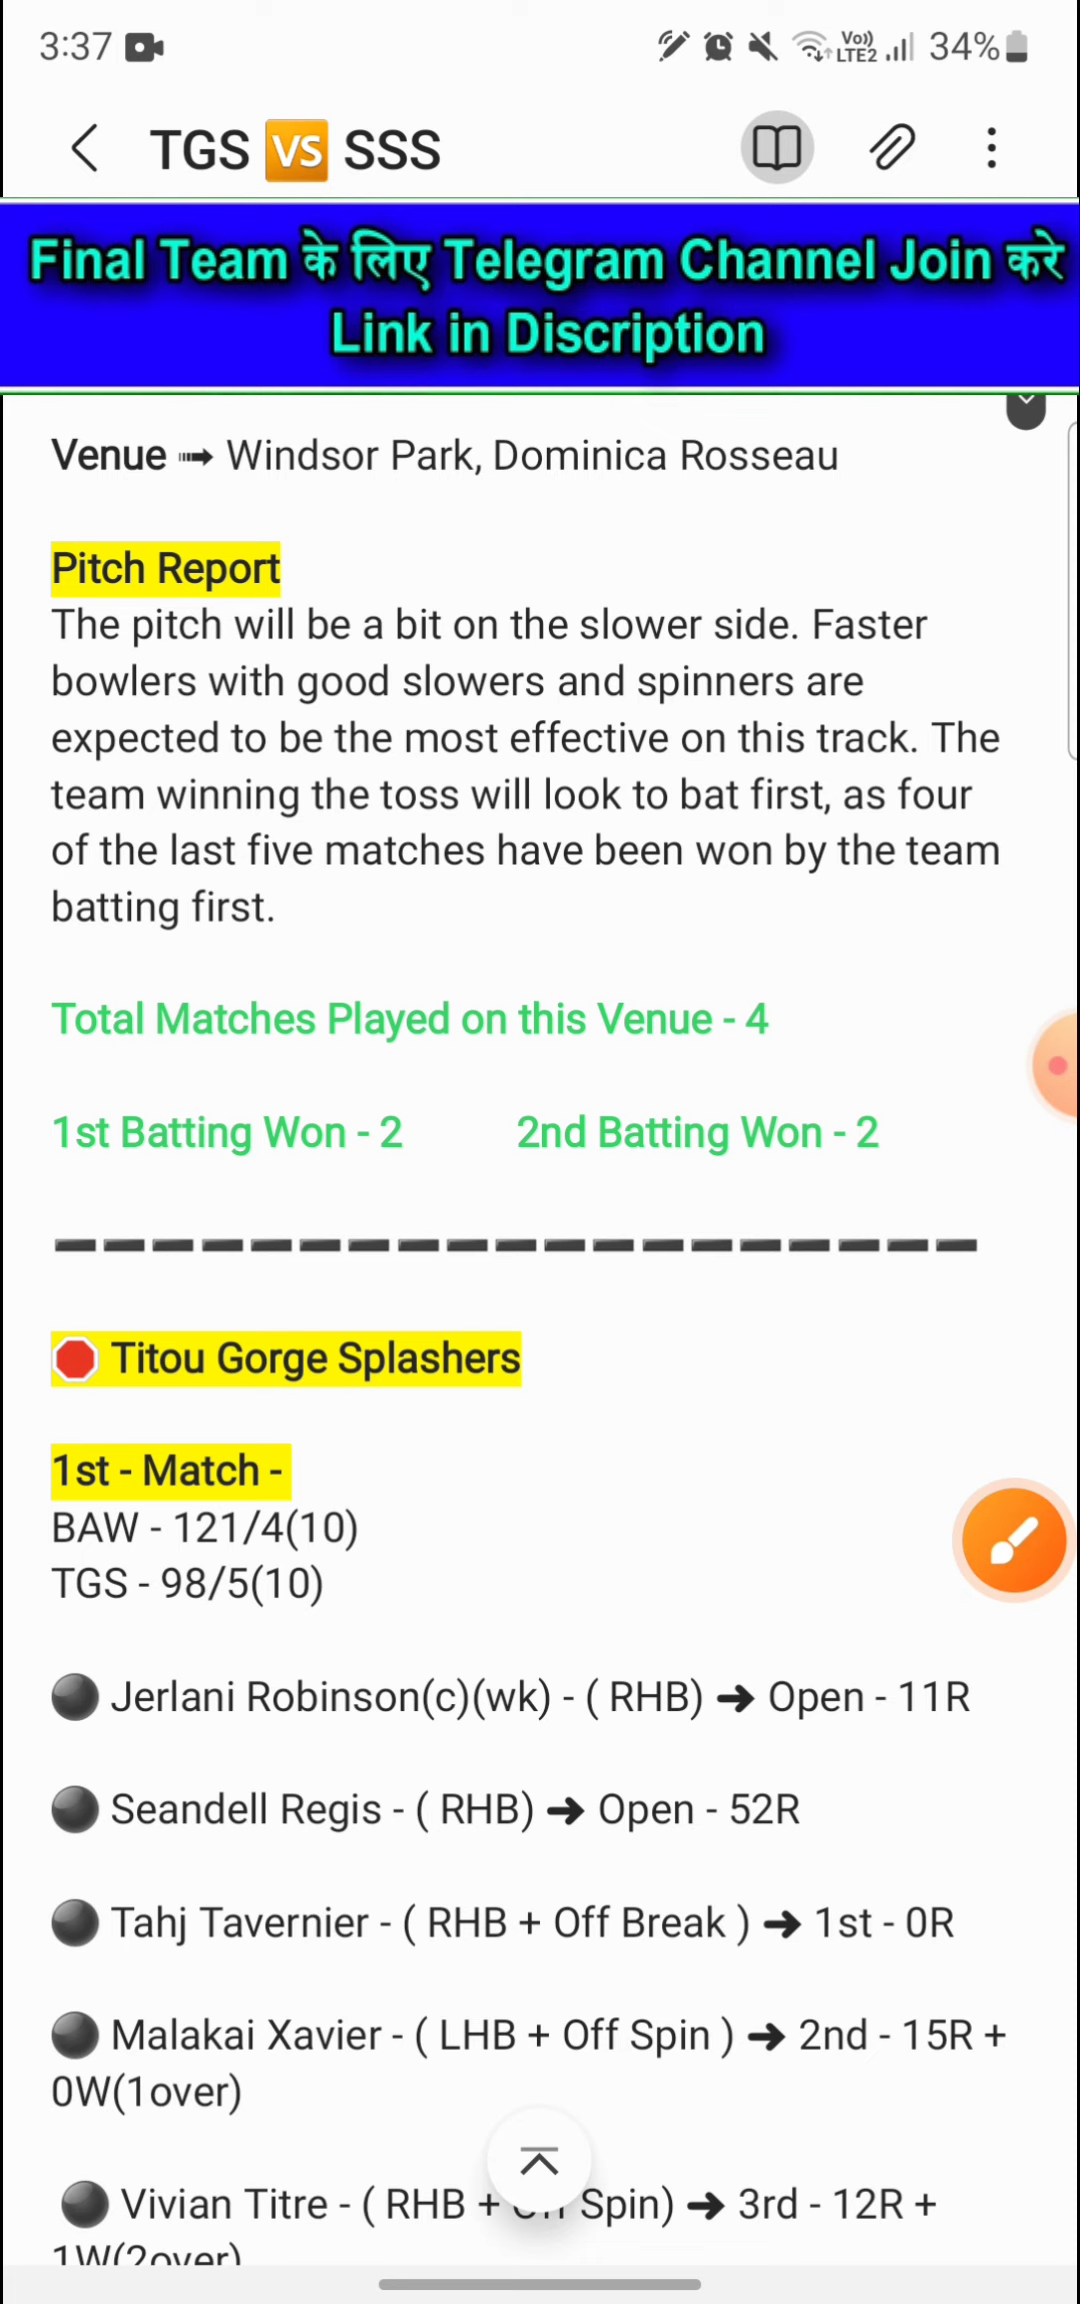 3:37 Vo)) LTE2 34%
TGS VS SSS
Final Team के लिए Telegram Channel Join करे
Link in Discription
Venue ➟ Windsor Park, Dominica Rosseau
Pitch Report
The pitch will be a bit on the slower side. Faster
bowlers with good slowers and spinners are
expected to be the most effective on this track. The
team winning the toss will look to bat first, as four
of the last five matches have been won by the team
batting first.
Total Matches Played on this Venue - 4
1st Batting Won - 2 2nd Batting Won - 2
Titou Gorge Splashers
1st - Match -
BAW - 121/4(10)
TGS - 98/5(10)
Jerlani Robinson(c)(wk) - ( RHB) ➔ Open - 11R
Seandell Regis - ( RHB) ➔ Open - 52R
Tahj Tavernier - ( RHB + Off Break ) ➔ 1st - 0R
Malakai Xavier - ( LHB + Off Spin ) ➔ 2nd - 15R +
0W(1over)
Vivian Titre - ( RHB + Spin) ➔ 3rd - 12R +
1W(2over)